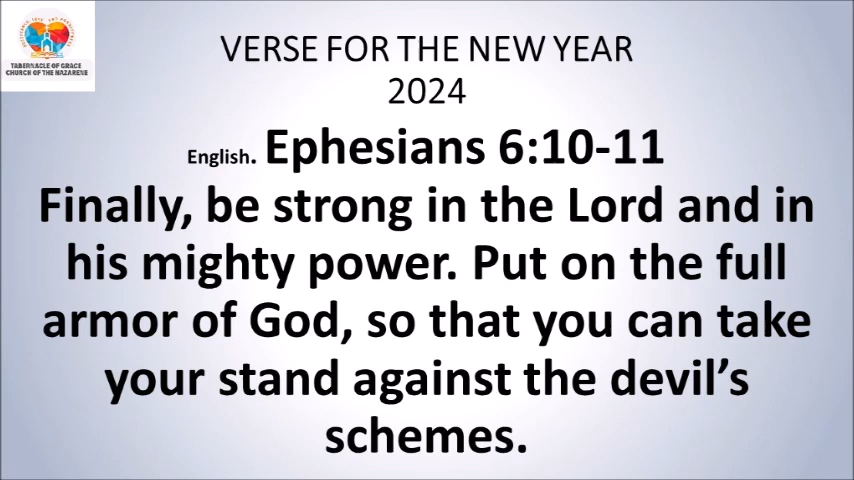 TABERNACLE OF GRACE
CHURCH OF THE NAZARENE
VERSE FOR THE NEW YEAR
2024
English. Ephesians 6:10-11
Finally, be strong in the Lord and in
his mighty power. Put on the full
armor of God, so that you can take
your stand against the devil’s
schemes.